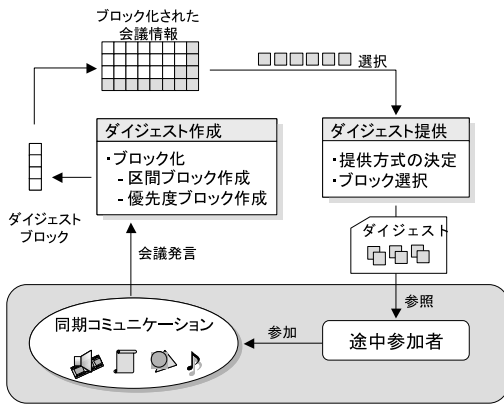 ブロック化された
会議情報
選択
ダイジェスト作成
・ブロック化
- 区間ブロック作成
- 優先度ブロック作成
ダイジェスト提供
・提供方式の決定
・ブロック選択
ダイジェスト
ブロック
ダイジェスト
会議発言
参照
同期コミュニケーション
参加
途中参加者